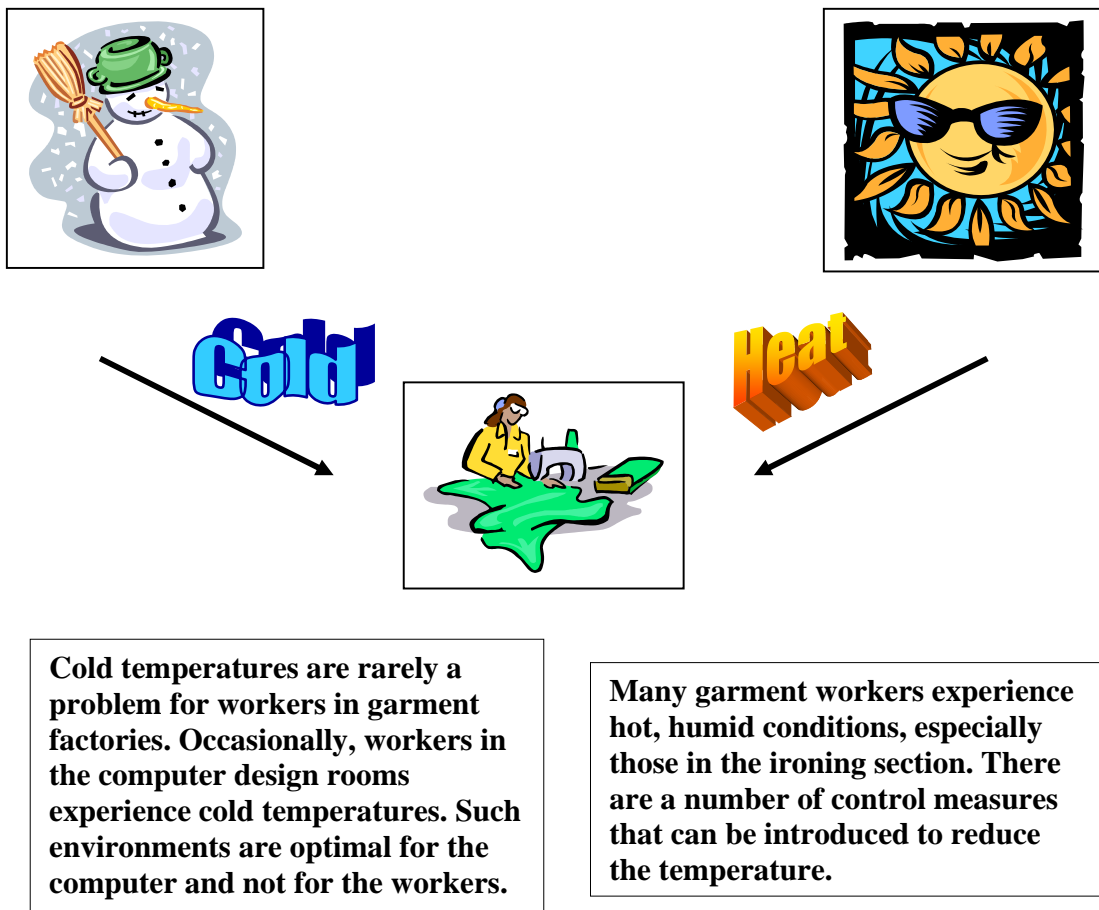 Cold
Heat
Cold temperatures are rarely a
problem for workers in garment
factories. Occasionally, workers in
the computer design rooms
experience cold temperatures. Such
environments are optimal for the
computer and not for the workers.
Many garment workers experience
hot, humid conditions, especially
those in the ironing section. There
are a number of control measures
that can be introduced to reduce
the temperature.